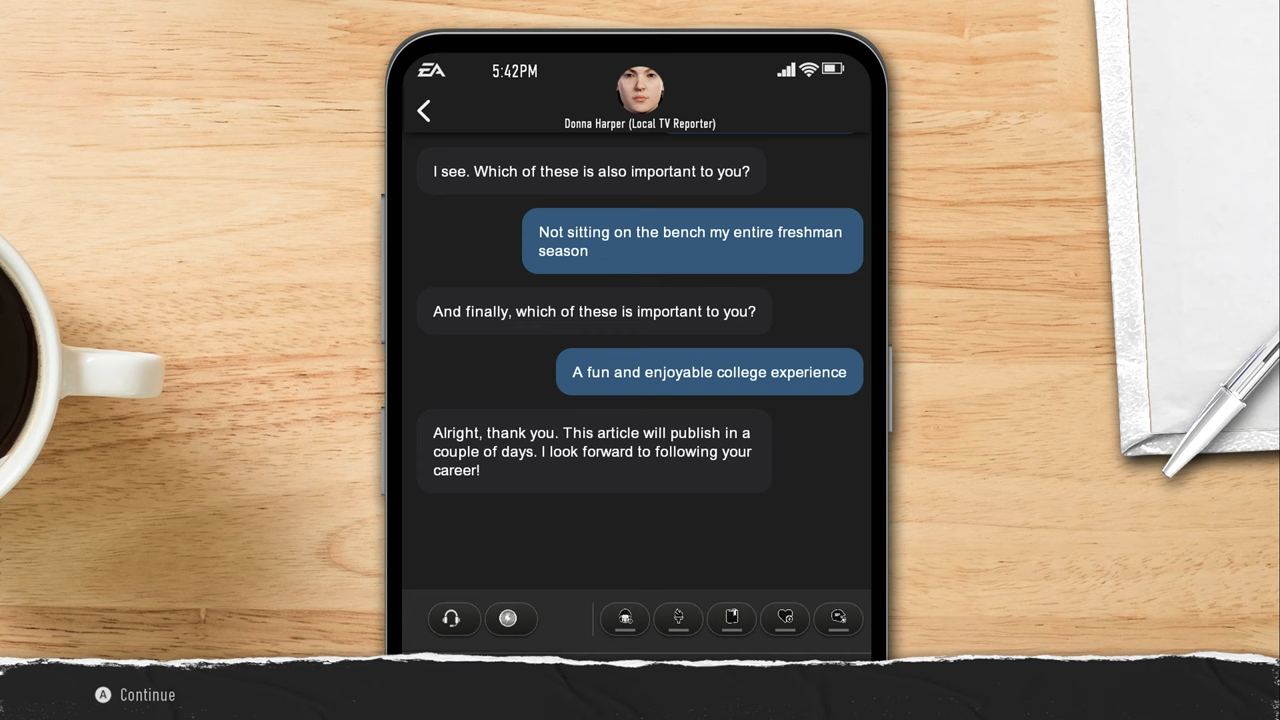 EA
5:42PM
Donna Harper (Local TV Reporter)
I see. Which of these is also important to you?
Not sitting on the bench my entire freshman
season
And finally, which of these is important to you?
A fun and enjoyable college experience
Alright, thank you. This article will publish in a
couple of days. I look forward to following your
career!
A Continue